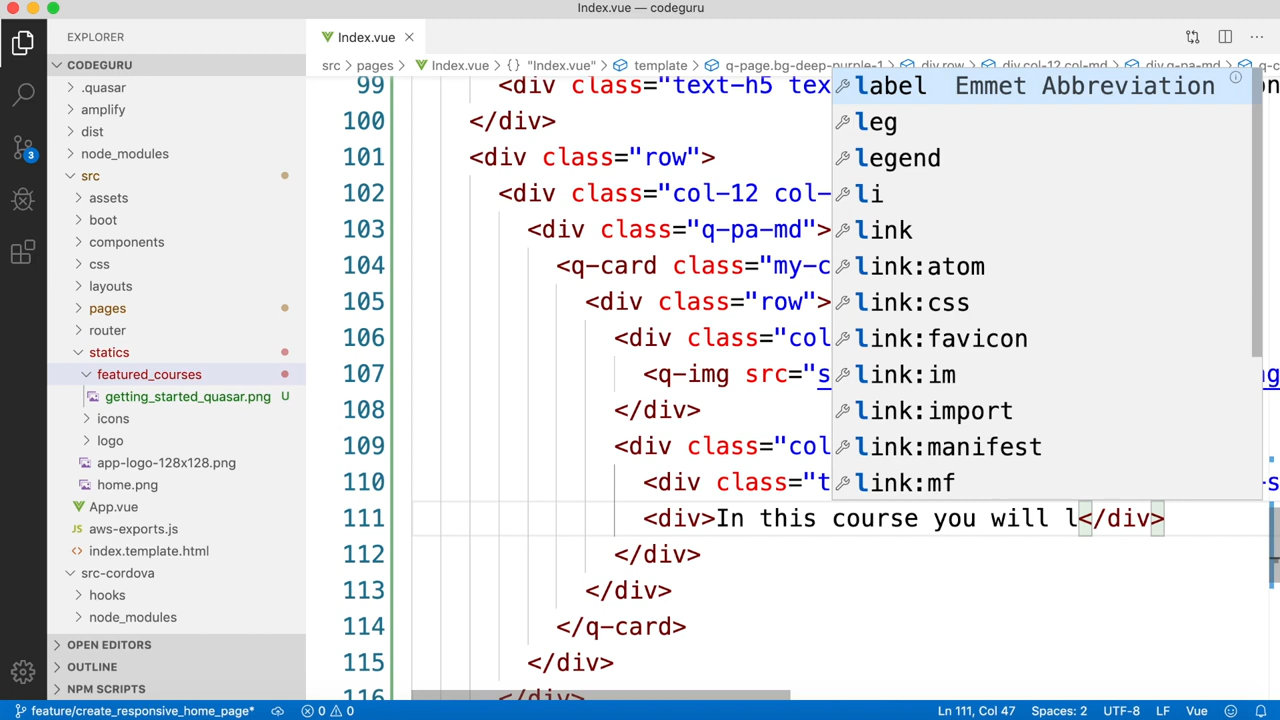 Index.vue — codeguru
EXPLORER
Index.vue
CODEGURU
src > pages > Index.vue > {} "Index.vue" > template > q-page.bg-deep-purple-1 > div.row > div.col-12.col-md > div.q-pa-md > q-c
.quasar
amplify
dist
node_modules
src
assets
boot
components
css
layouts
pages
router
statics
featured_courses
getting_started_quasar.png U
icons
logo
app-logo-128x128.png
home.png
App.vue
JS aws-exports.js
<> index.template.html
src-cordova
hooks
node_modules
OPEN EDITORS
OUTLINE
NPM SCRIPTS
3
99 <div class="text-h5 tex on
100 </div>
101 <div class="row">
102 <div class="col-12 col-
103 <div class="q-pa-md">
104 <q-card class="my-c
105 <div class="row">
106 <div class="col
107 <q-img src="s ng
108 </div>
109 <div class="col
110 <div class="t -s
111 <div>In this course you will l</div>
112 </div>
113 </div>
114 </q-card>
115 </div>
116 </div>
label Emmet Abbreviation
leg
legend
li
link
link:atom
link:css
link:favicon
link:im
link:import
link:manifest
link:mf
feature/create_responsive_home_page* 0 0 Ln 111, Col 47 Spaces: 2 UTF-8 LF Vue